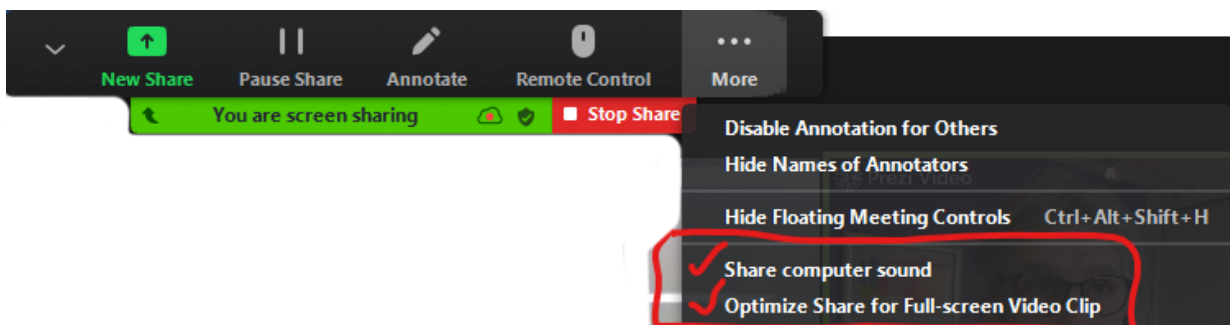 New Share Pause Share Annotate Remote Control More
You are screen sharing Stop Share
Disable Annotation for Others
Hide Names of Annotators
Prezi Video
Hide Floating Meeting Controls Ctrl+Alt+Shift+H
Share computer sound
Optimize Share for Full-screen Video Clip